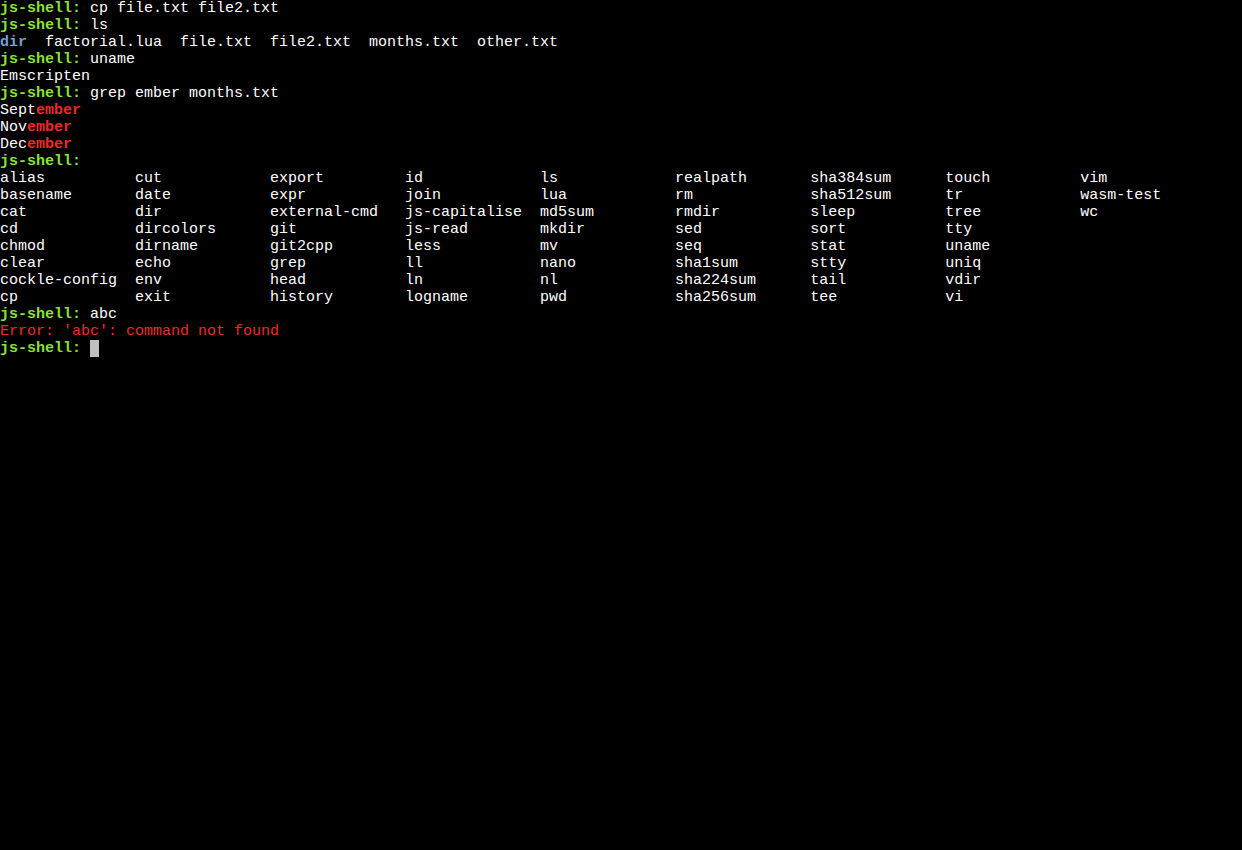 js-shell: cp file.txt file2.txt
js-shell: ls
dir  factorial.lua  file.txt  file2.txt  months.txt  other.txt
js-shell: uname
Emscripten
js-shell: grep ember months.txt
September
November
December
js-shell:
alias          cut            export         id             ls             realpath       sha384sum      touch          vim
basename       date           expr           join           lua            rm             sha512sum      tr             wasm-test
cat            dir            external-cmd   js-capitalise  md5sum         rmdir          sleep          tree           wc
cd             dircolors      git            js-read        mkdir          sed            sort           tty
chmod          dirname        git2cpp        less           mv             seq            stat           uname
clear          echo           grep           ll             nano           sha1sum        stty           uniq
cockle-config  env            head           ln             nl             sha224sum      tail           vdir
cp             exit           history        logname        pwd            sha256sum      tee            vi
js-shell: abc
Error: 'abc': command not found
js-shell: